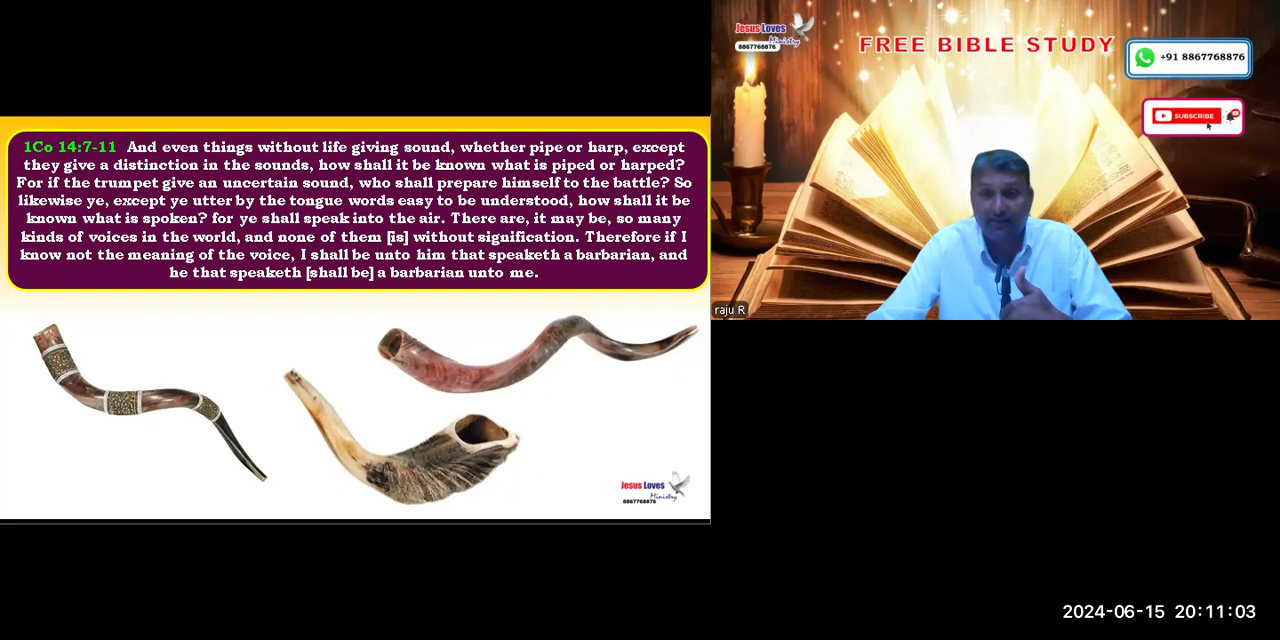 1Co 14:7-11 And even things without life giving sound, whether pipe or harp, except
they give a distinction in the sounds, how shall it be known what is piped or harped?
For if the trumpet give an uncertain sound, who shall prepare himself to the battle? So
likewise ye, except ye utter by the tongue words easy to be understood, how shall it be
known what is spoken? for ye shall speak into the air. There are, it may be, so many
kinds of voices in the world, and none of them [is] without signification. Therefore if I
know not the meaning of the voice, I shall be unto him that speaketh a barbarian, and
he that speaketh [shall be] a barbarian unto me.
Jesus Loves
Ministry
8867768876
Jesus Loves
Ministry
8867768876
FREE BIBLE STUDY
+91 8867768876
SUBSCRIBE
raju R
2024-06-15 20:11:03